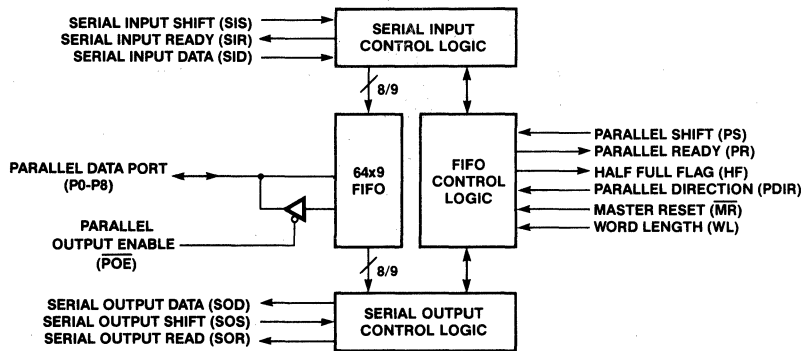 SERIAL INPUT SHIFT (SIS)
SERIAL INPUT READY (SIR)
SERIAL INPUT DATA (SID)
SERIAL INPUT
CONTROL LOGIC
8/9
PARALLEL DATA PORT
(P0-P8)
PARALLEL
OUTPUT ENABLE
(POE)
64x9
FIFO
FIFO
CONTROL
LOGIC
PARALLEL SHIFT (PS)
PARALLEL READY (PR)
HALF FULL FLAG (HF)
PARALLEL DIRECTION (PDIR)
MASTER RESET (MR)
WORD LENGTH (WL)
8/9
SERIAL OUTPUT DATA (SOD)
SERIAL OUTPUT SHIFT (SOS)
SERIAL OUTPUT READ (SOR)
SERIAL OUTPUT
CONTROL LOGIC